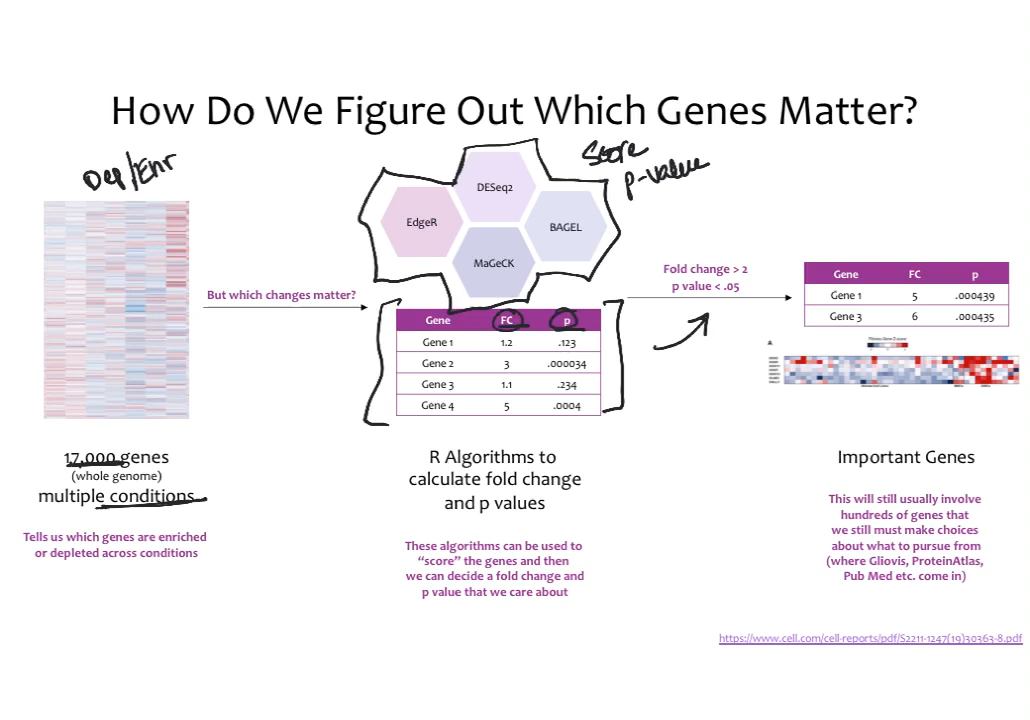 How Do We Figure Out Which Genes Matter?
Dep/Enr
Score
p-value
DESeq2
EdgeR
BAGEL
MaGeCK
But which changes matter?
Gene FC p
Gene 1 1.2 .123
Gene 2 3 .000034
Gene 3 1.1 .234
Gene 4 5 .0004
Fold change > 2
p value < .05
Gene FC p
Gene 1 5 .000439
Gene 3 6 .000435
A
17,000 genes
(whole genome)
multiple conditions
Tells us which genes are enriched
or depleted across conditions
R Algorithms to
calculate fold change
and p values
These algorithms can be used to
“score” the genes and then
we can decide a fold change and
p value that we care about
Important Genes
This will still usually involve
hundreds of genes that
we still must make choices
about what to pursue from
(where Gliovis, ProteinAtlas,
Pub Med etc. come in)
https://www.cell.com/cell-reports/pdf/S2211-1247(19)30363-8.pdf